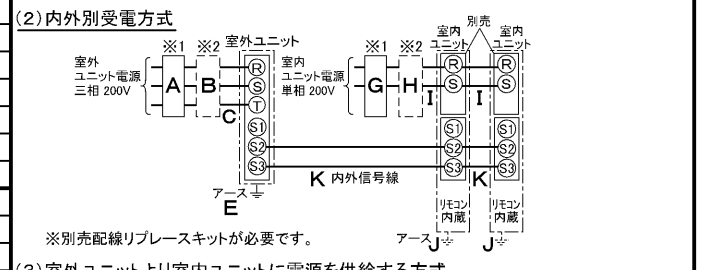 (2)内外別受電方式
別売
※1 ※2 室外ユニット
※1 ※2
室内
ユニット
室内
ユニット
室外
ユニット電源
三相 200V
A B
R
S
T
S1
S2
S3
C
アース
E
室内
ユニット電源
単相 200V
G H
I
R
S
S1
S2
S3
I
R
S
S1
S2
S3
K 内外信号線
K
リモコン
内蔵
リモコン
内蔵
アース J
J
※別売配線リプレースキットが必要です。
(3)室外ユニットより室内ユニットに電源を供給する方式